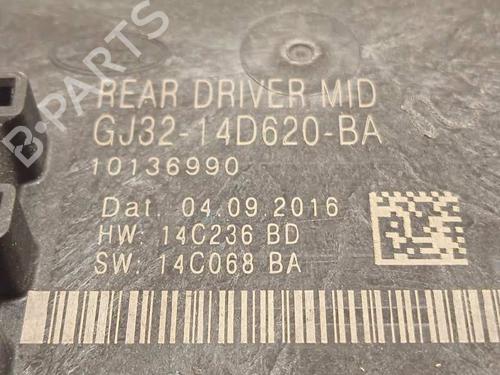 REAR DRIVER MID
GJ32-14D620-BA
10136990
Dat. 04.09.2016
HW: 14C236 BD
SW: 14C068 BA
B-Parts